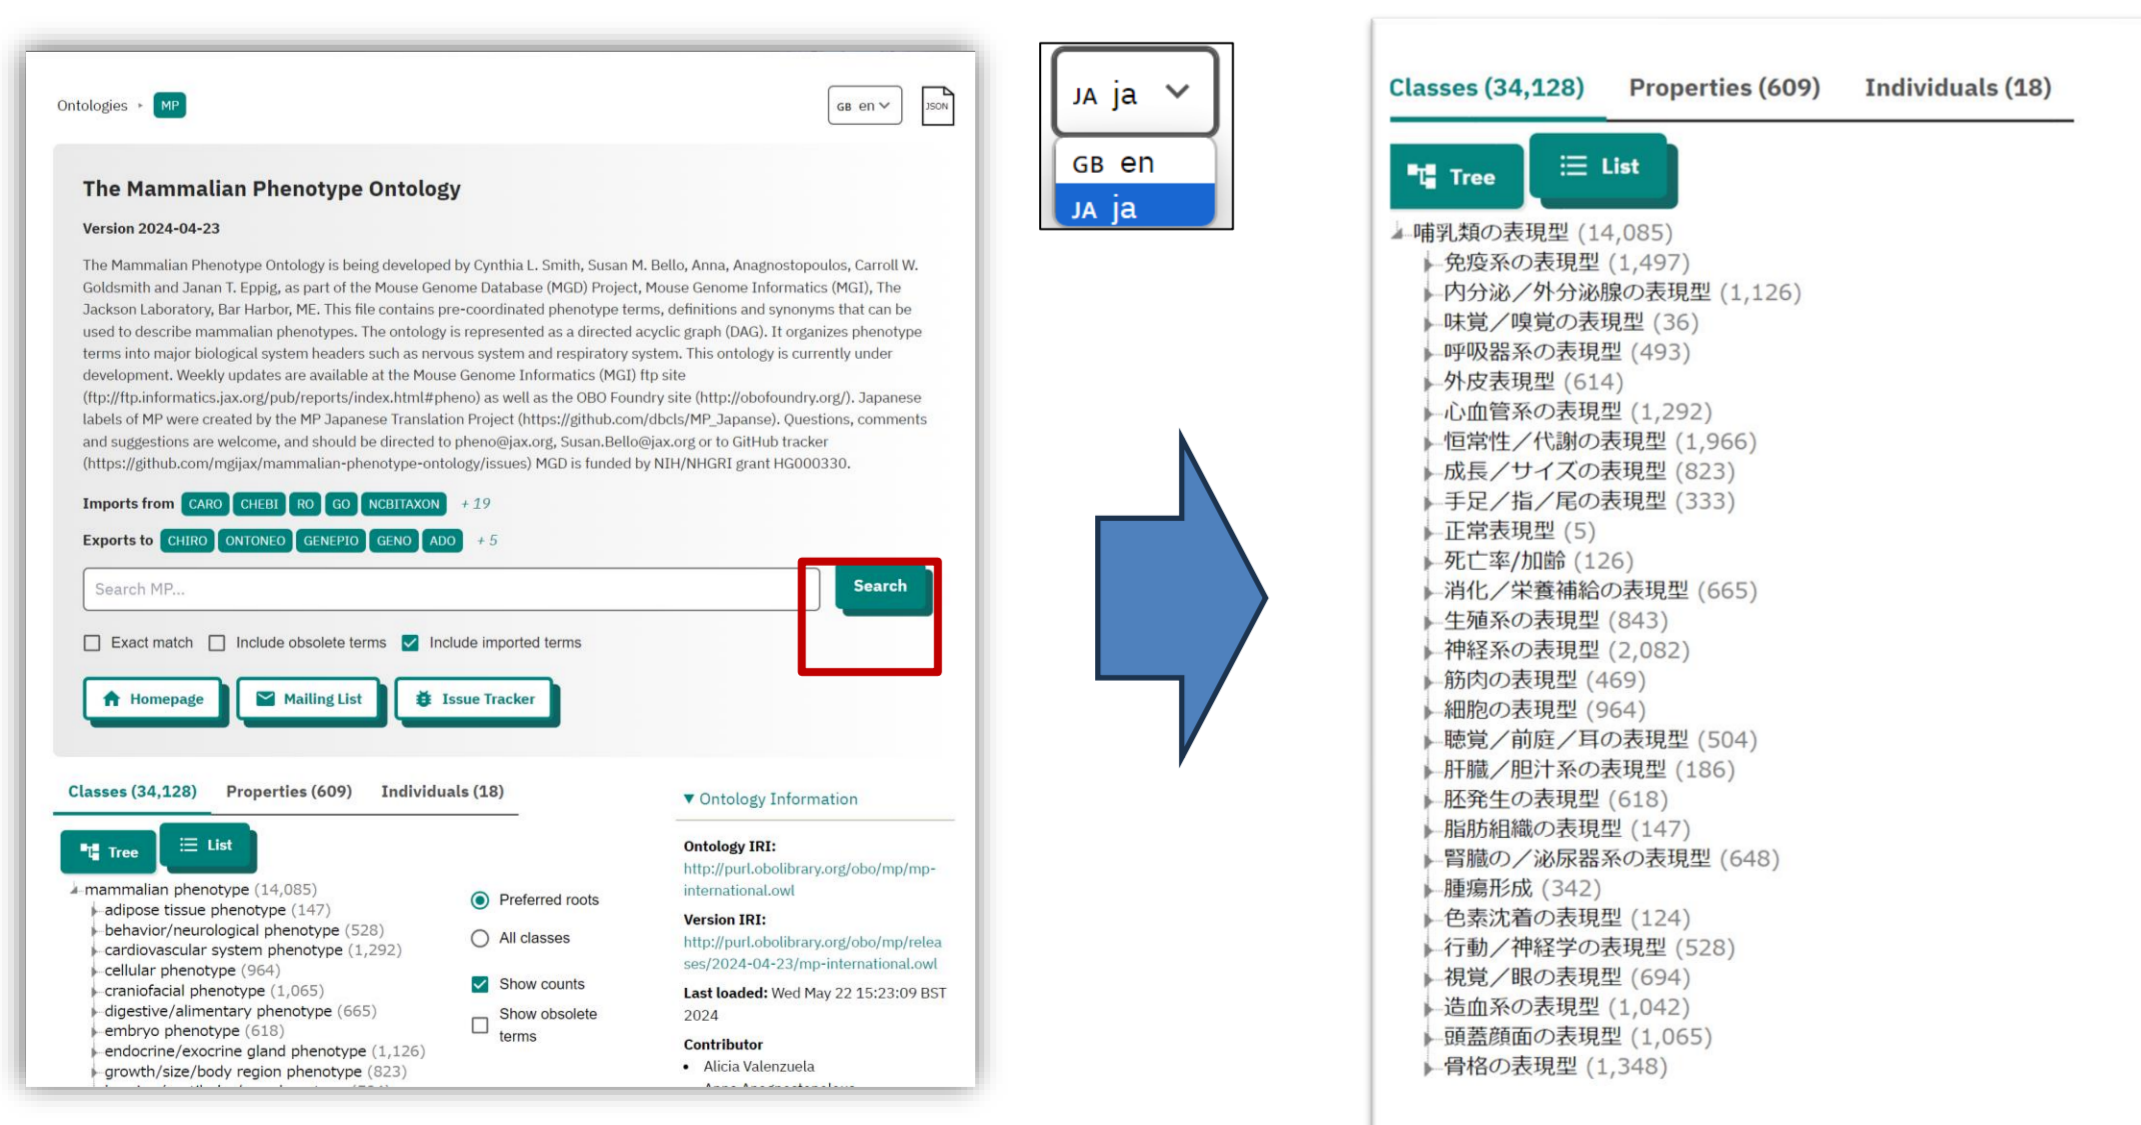 Ontologies ▸ MP
GB en
JSON
The Mammalian Phenotype Ontology
Version 2024-04-23
The Mammalian Phenotype Ontology is being developed by Cynthia L. Smith, Susan M. Bello, Anna, Anagnostopoulos, Carroll W.
Goldsmith and Janan T. Eppig, as part of the Mouse Genome Database (MGD) Project, Mouse Genome Informatics (MGI), The
Jackson Laboratory, Bar Harbor, ME. This file contains pre-coordinated phenotype terms, definitions and synonyms that can be
used to describe mammalian phenotypes. The ontology is represented as a directed acyclic graph (DAG). It organizes phenotype
terms into major biological system headers such as nervous system and respiratory system. This ontology is currently under
development. Weekly updates are available at the Mouse Genome Informatics (MGI) ftp site
(ftp://ftp.informatics.jax.org/pub/reports/index.html#pheno) as well as the OBO Foundry site (http://obofoundry.org/). Japanese
labels of MP were created by the MP Japanese Translation Project (https://github.com/dbcls/MP_Japanse). Questions, comments
and suggestions are welcome, and should be directed to pheno@jax.org, Susan.Bello@jax.org or to GitHub tracker
(https://github.com/mgijax/mammalian-phenotype-ontology/issues) MGD is funded by NIH/NHGRI grant HG000330.
Imports from CARO CHEBI RO GO NCBITAXON + 19
Exports to CHIRO ONTONEO GENEPIO GENO ADO + 5
Search MP...
Search
Exact match Include obsolete terms Include imported terms
Homepage Mailing List Issue Tracker
Classes (34,128) Properties (609) Individuals (18)
Tree List
mammalian phenotype (14,085)
adipose tissue phenotype (147)
behavior/neurological phenotype (528)
cardiovascular system phenotype (1,292)
cellular phenotype (964)
craniofacial phenotype (1,065)
digestive/alimentary phenotype (665)
embryo phenotype (618)
endocrine/exocrine gland phenotype (1,126)
growth/size/body region phenotype (823)
Preferred roots
All classes
Show counts
Show obsolete
terms
▼ Ontology Information
Ontology IRI:
http://purl.obolibrary.org/obo/mp/mp-
international.owl
Version IRI:
http://purl.obolibrary.org/obo/mp/relea
ses/2024-04-23/mp-international.owl
Last loaded: Wed May 22 15:23:09 BST
2024
Contributor
• Alicia Valenzuela
JA ja
GB en
JA ja
Classes (34,128) Properties (609) Individuals (18)
Tree List
哺乳類の表現型 (14,085)
免疫系の表現型 (1,497)
内分泌／外分泌腺の表現型 (1,126)
味覚／嗅覚の表現型 (36)
呼吸器系の表現型 (493)
外皮表現型 (614)
心血管系の表現型 (1,292)
恒常性／代謝の表現型 (1,966)
成長／サイズの表現型 (823)
手足／指／尾の表現型 (333)
正常表現型 (5)
死亡率/加齢 (126)
消化／栄養補給の表現型 (665)
生殖系の表現型 (843)
神経系の表現型 (2,082)
筋肉の表現型 (469)
細胞の表現型 (964)
聴覚／前庭／耳の表現型 (504)
肝臓／胆汁系の表現型 (186)
胚発生の表現型 (618)
脂肪組織の表現型 (147)
腎臓の／泌尿器系の表現型 (648)
腫瘍形成 (342)
色素沈着の表現型 (124)
行動／神経学の表現型 (528)
視覚／眼の表現型 (694)
造血系の表現型 (1,042)
頭蓋顔面の表現型 (1,065)
骨格の表現型 (1,348)